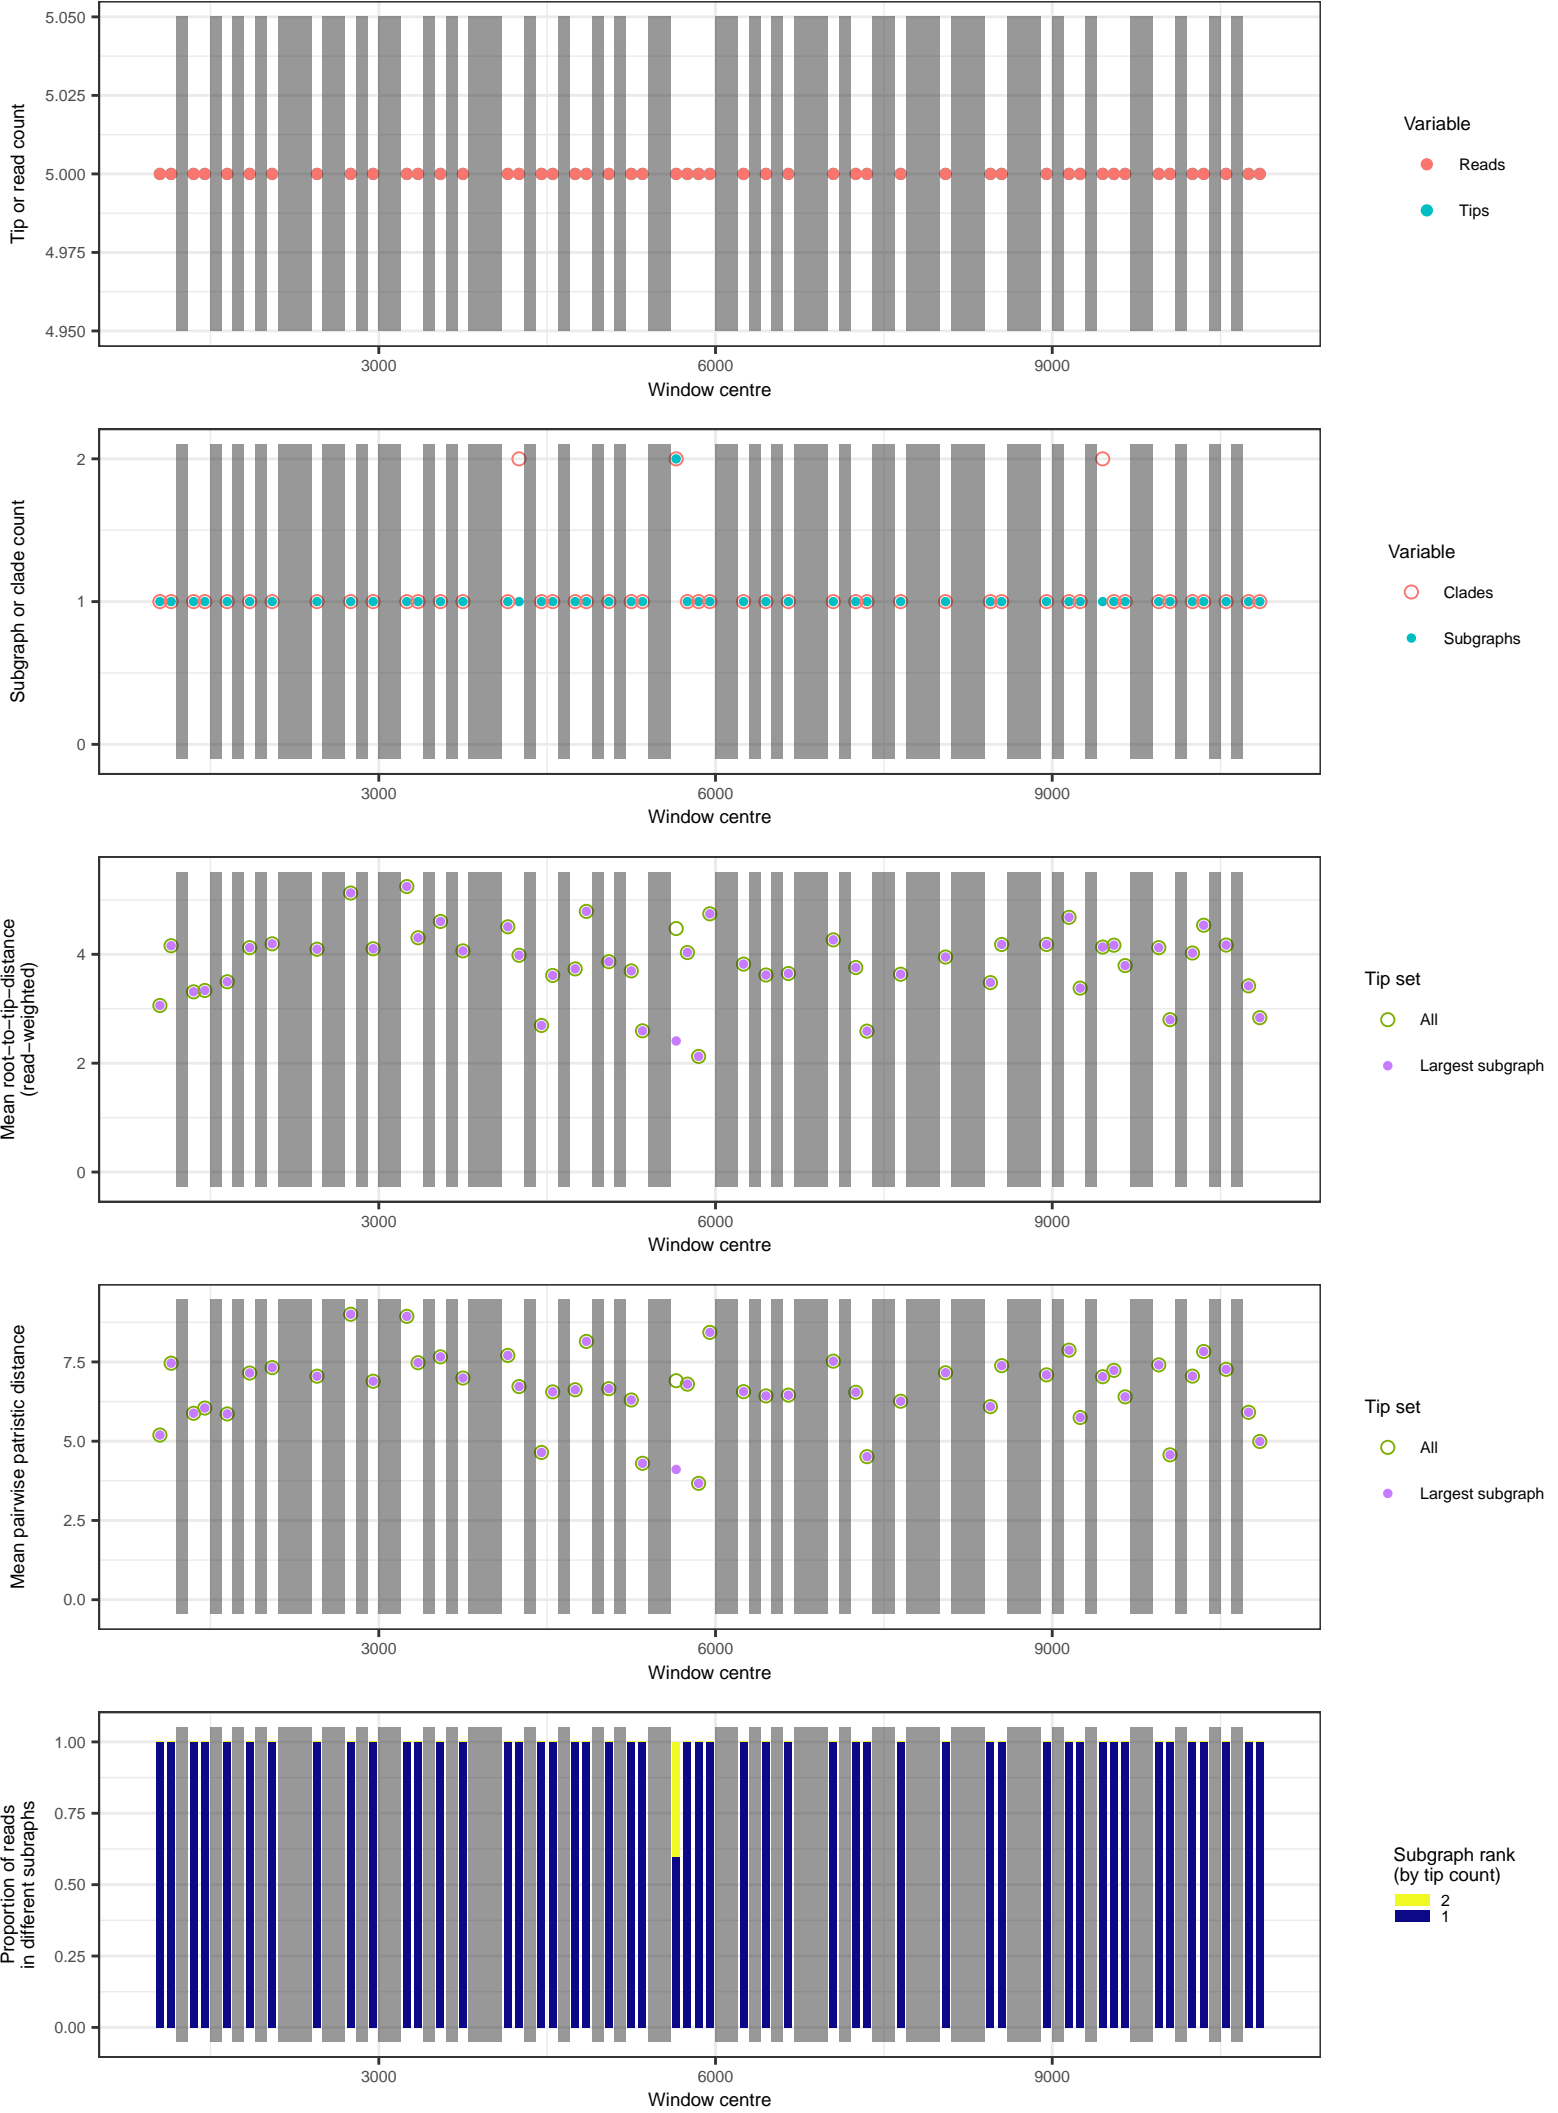 5.050
5.025
5.000
4.975
4.950
Tip or read count
3000 6000 9000
Window centre
Variable
Reads
Tips
2
1
0
Subgraph or clade count
3000 6000 9000
Window centre
Variable
Clades
Subgraphs
4
2
0
Mean root−to−tip−distance
(read−weighted)
3000 6000 9000
Window centre
Tip set
All
Largest subgraph
7.5
5.0
2.5
0.0
Mean pairwise patristic distance
3000 6000 9000
Window centre
Tip set
All
Largest subgraph
1.00
0.75
0.50
0.25
0.00
Proportion of reads
in different subraphs
3000 6000 9000
Window centre
Subgraph rank
(by tip count)
2
1